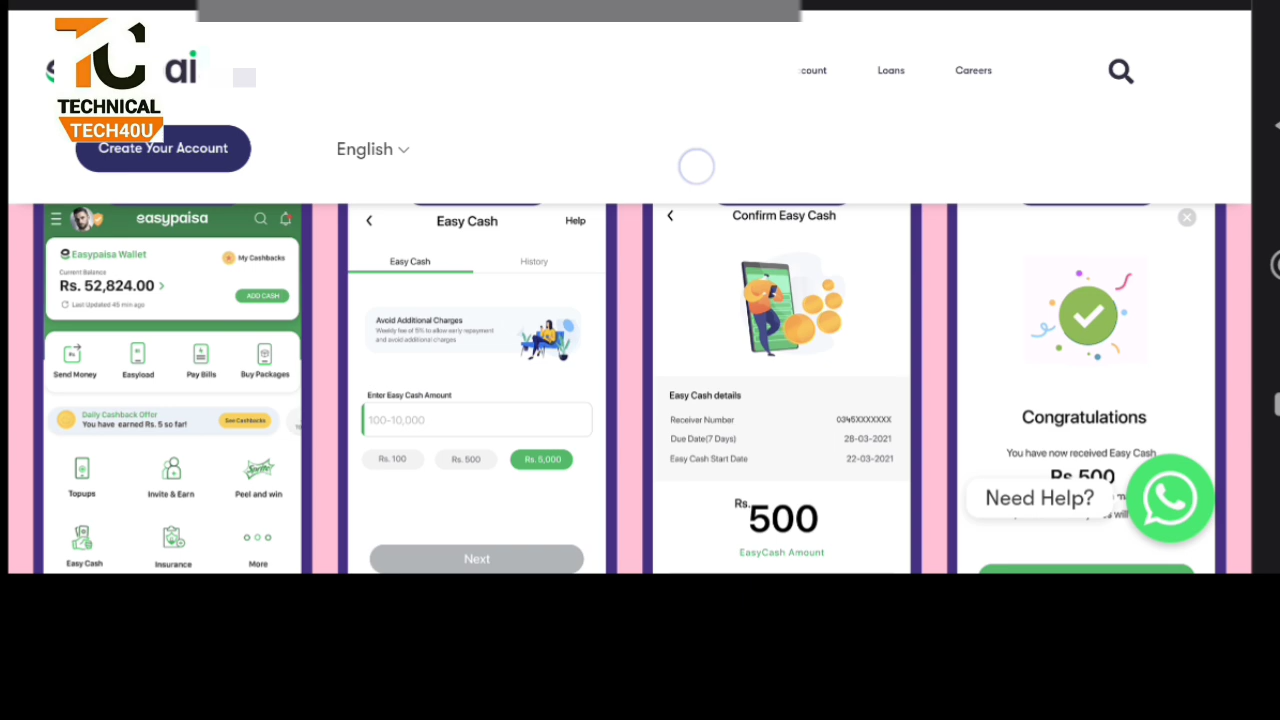 TC
TECHNICAL
TECH40U
ai
Loans
Careers
Create Your Account
English
easypaisa
Easypaisa Wallet
My Cashbacks
Current Balance
Rs. 52,824.00
ADD CASH
Last Updated 45 min ago
Send Money
Easyload
Pay Bills
Buy Packages
Daily Cashback Offer
You have earned Rs. 5 so far!
See Cashbacks
Topups
Invite & Earn
Peel and win
Easy Cash
Insurance
More
Easy Cash
Help
Easy Cash
History
Avoid Additional Charges
Weekly fee of 5% to allow early repayment
and avoid additional charges
Enter Easy Cash Amount
100-10,000
Rs. 100
Rs. 500
Rs. 5,000
Next
Confirm Easy Cash
Easy Cash details
Receiver Number
0345XXXXXXX
Due Date(7 Days)
28-03-2021
Easy Cash Start Date
22-03-2021
Rs.
500
EasyCash Amount
Congratulations
You have now received Easy Cash
Rs 500
Need Help?